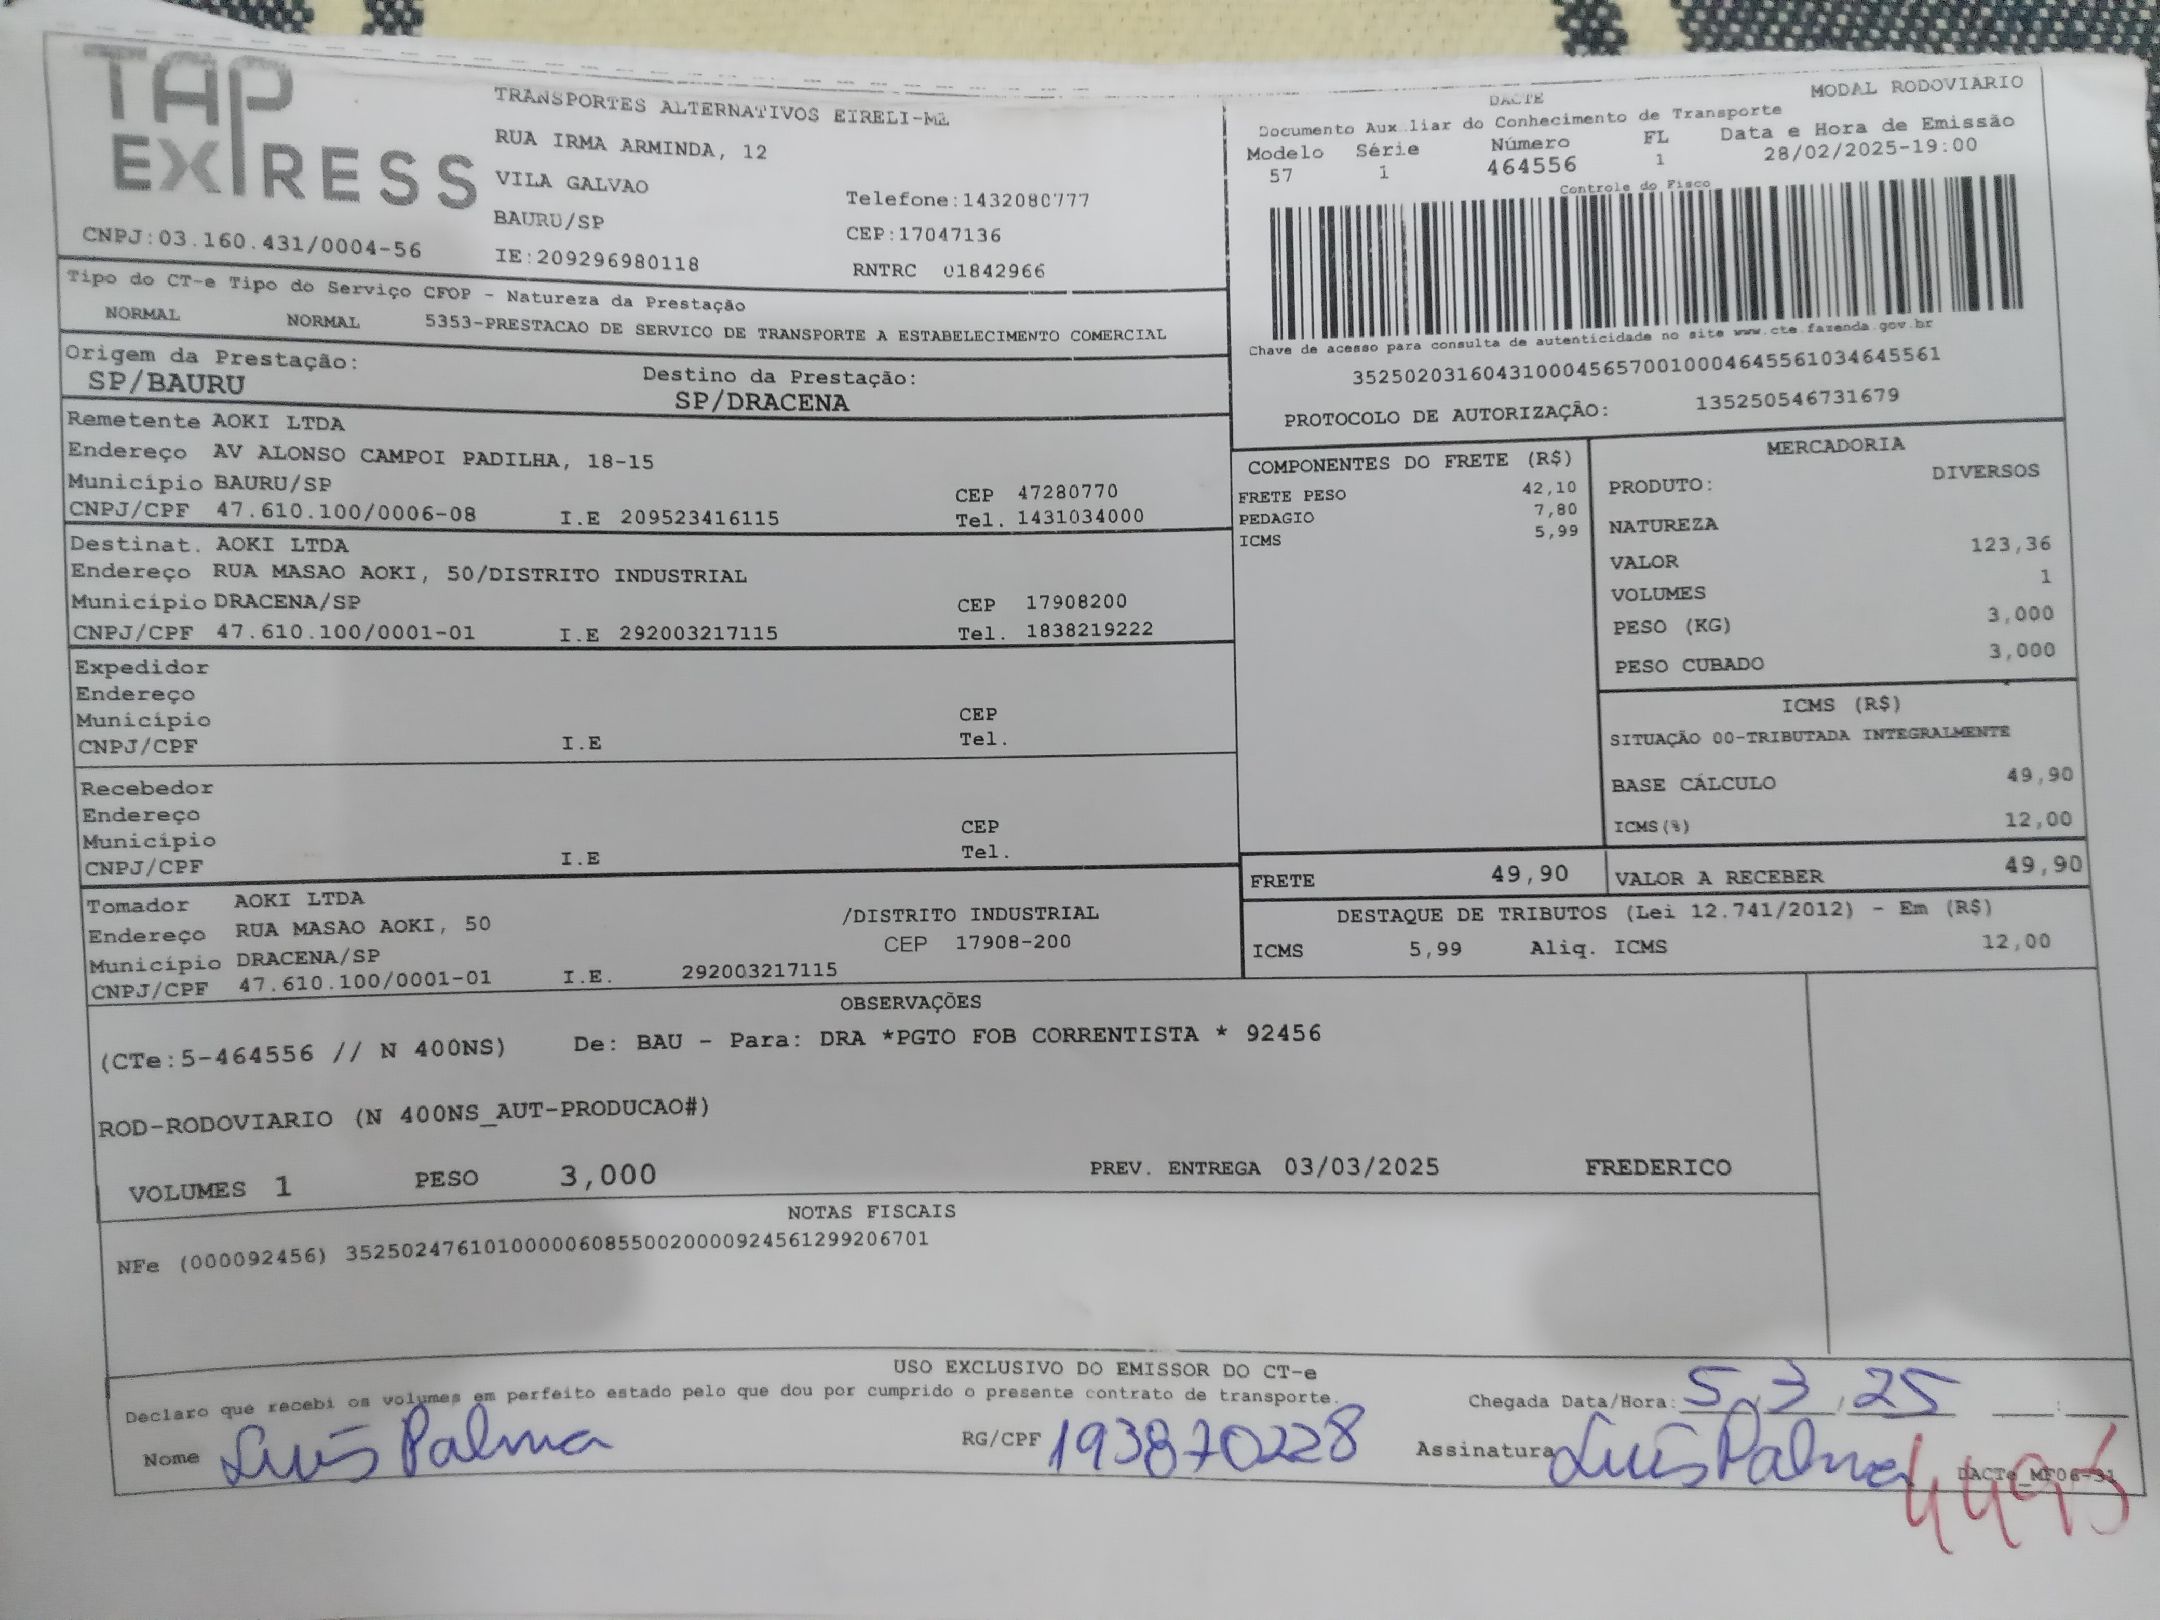 TAP
EXPRESS
CNPJ:03.160.431/0004-56
TRANSPORTES ALTERNATIVOS EIRELI-ME
RUA IRMA ARMINDA, 12
VILA GALVAO
BAURU/SP
IE:209296980118
Telefone:1432080777
CEP:17047136
RNTRC 01842966
DACTE
MODAL RODOVIARIO
Documento Auxiliar do Conhecimento de Transporte
Modelo Série Número FL Data e Hora de Emissão
57 1 464556 1 28/02/2025-19:00
Controle do Fisco
Chave de acesso para consulta de autenticidade no site www.cte.fazenda.gov.br
35250203160431000456570010004645561034645561
PROTOCOLO DE AUTORIZAÇÃO: 135250546731679
Tipo do CT-e Tipo do Serviço CFOP - Natureza da Prestação
NORMAL NORMAL 5353-PRESTACAO DE SERVICO DE TRANSPORTE A ESTABELECIMENTO COMERCIAL
Origem da Prestação: Destino da Prestação:
SP/BAURU SP/DRACENA
Remetente AOKI LTDA
Endereço AV ALONSO CAMPOI PADILHA, 18-15
Município BAURU/SP CEP 47280770
CNPJ/CPF 47.610.100/0006-08 I.E 209523416115 Tel. 1431034000
Destinat. AOKI LTDA
Endereço RUA MASAO AOKI, 50/DISTRITO INDUSTRIAL
Município DRACENA/SP CEP 17908200
CNPJ/CPF 47.610.100/0001-01 I.E 292003217115 Tel. 1838219222
Expedidor
Endereço
Município CEP
CNPJ/CPF I.E Tel.
Recebedor
Endereço
Município CEP
CNPJ/CPF I.E Tel.
Tomador AOKI LTDA
Endereço RUA MASAO AOKI, 50 /DISTRITO INDUSTRIAL
Município DRACENA/SP CEP 17908-200
CNPJ/CPF 47.610.100/0001-01 I.E. 292003217115
COMPONENTES DO FRETE (R$)
FRETE PESO 42,10
PEDAGIO 7,80
ICMS 5,99
MERCADORIA
PRODUTO: DIVERSOS
NATUREZA
VALOR 123,36
VOLUMES 1
PESO (KG) 3,000
PESO CUBADO 3,000
ICMS (R$)
SITUAÇÃO 00-TRIBUTADA INTEGRALMENTE
BASE CÁLCULO 49,90
ICMS(%) 12,00
FRETE 49,90 VALOR A RECEBER 49,90
DESTAQUE DE TRIBUTOS (Lei 12.741/2012) - Em (R$)
ICMS 5,99 Aliq. ICMS 12,00
OBSERVAÇÕES
(CTe:5-464556 // N 400NS) De: BAU - Para: DRA *PGTO FOB CORRENTISTA * 92456
ROD-RODOVIARIO (N 400NS_AUT-PRODUCAO#)
VOLUMES 1 PESO 3,000 PREV. ENTREGA 03/03/2025 FREDERICO
NOTAS FISCAIS
NFe (000092456) 35250247610100000608550020000924561299206701
USO EXCLUSIVO DO EMISSOR DO CT-e
Declaro que recebi os volumes em perfeito estado pelo que dou por cumprido o presente contrato de transporte.
Chegada Data/Hora: 5/3/25 __:__
Nome Luís Palma RG/CPF 193870228 Assinatura Luís Palma
DACTe_MF06-31